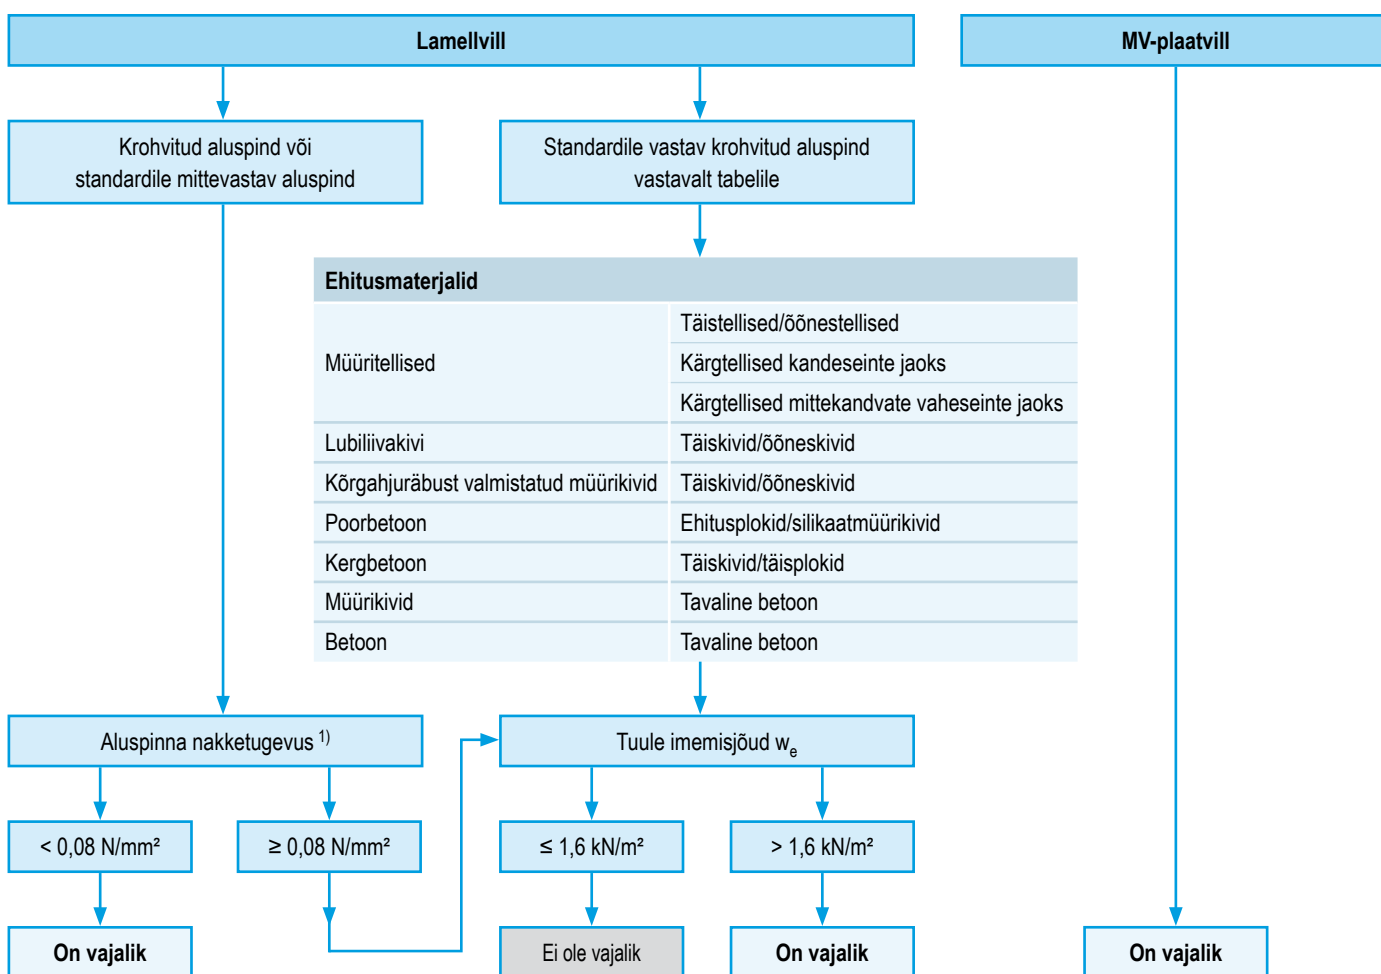 Lamellvill
MV-plaatvill
Krohvitud aluspind või
standardile mittevastav aluspind
Standardile vastav krohvitud aluspind
vastavalt tabelile
Ehitusmaterjalid
Müüritellised
Täistellised/õõnestellised
Kärgtellised kandeseinte jaoks
Kärgtellised mittekandvate vaheseinte jaoks
Lubiliivakivi Täiskivid/õõneskivid
Kõrgahjuräbust valmistatud müürikivid Täiskivid/õõneskivid
Poorbetoon Ehitusplokid/silikaatmüürikivid
Kergbetoon Täiskivid/täisplokid
Müürikivid Tavaline betoon
Betoon Tavaline betoon
Aluspinna nakketugevus 1)
Tuule imemisjõud we
< 0,08 N/mm²
≥ 0,08 N/mm²
≤ 1,6 kN/m²
> 1,6 kN/m²
On vajalik
Ei ole vajalik
On vajalik
On vajalik